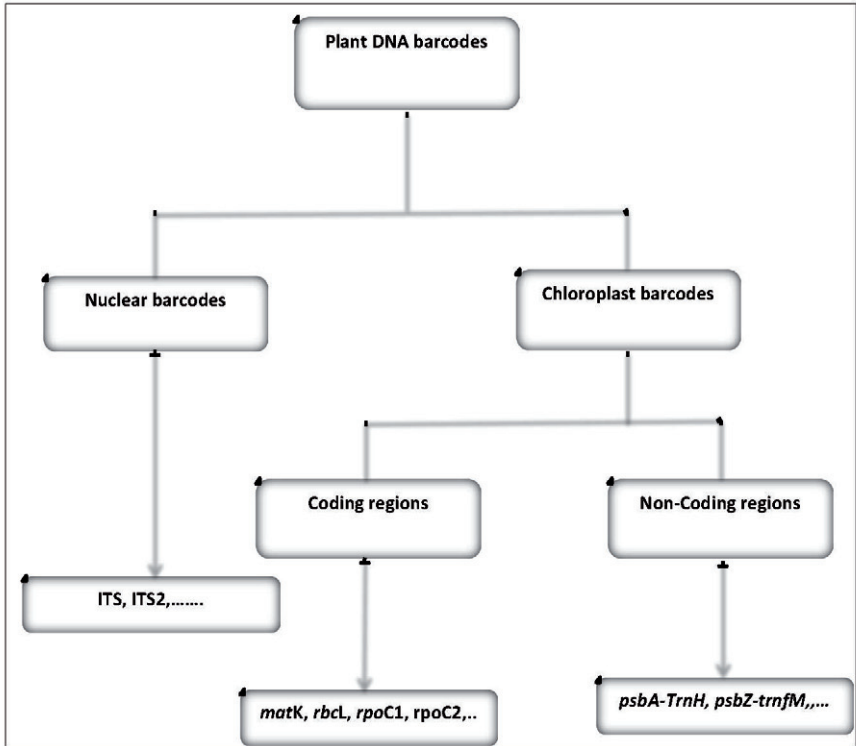 Plant DNA barcodes
Nuclear barcodes
Chloroplast barcodes
Coding regions
Non-Coding regions
ITS, ITS2,.......
matK, rbcL, rpoC1, rpoC2,..
psbA-TrnH, psbZ-trnfM,,...